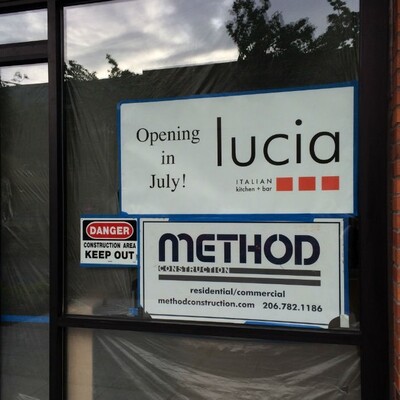 Opening
in
July!
lucia
ITALIAN
kitchen + bar
DANGER
CONSTRUCTION AREA
KEEP OUT
METHOD
CONSTRUCTION
residential/commercial
methodconstruction.com 206.782.1186